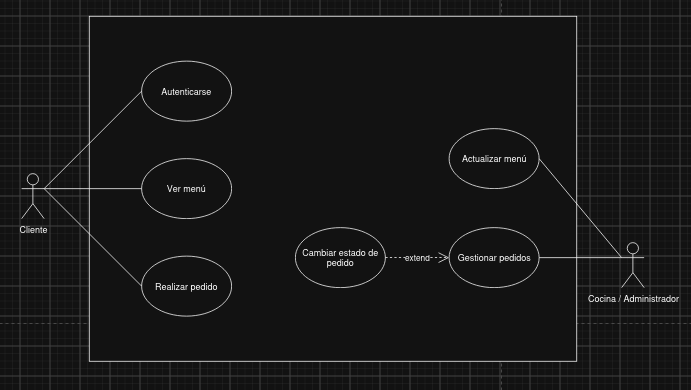 Autenticarse
Actualizar menú
Ver menú
Cliente
Cambiar estado de
pedido
extend
Gestionar pedidos
Realizar pedido
Cocina / Administrador